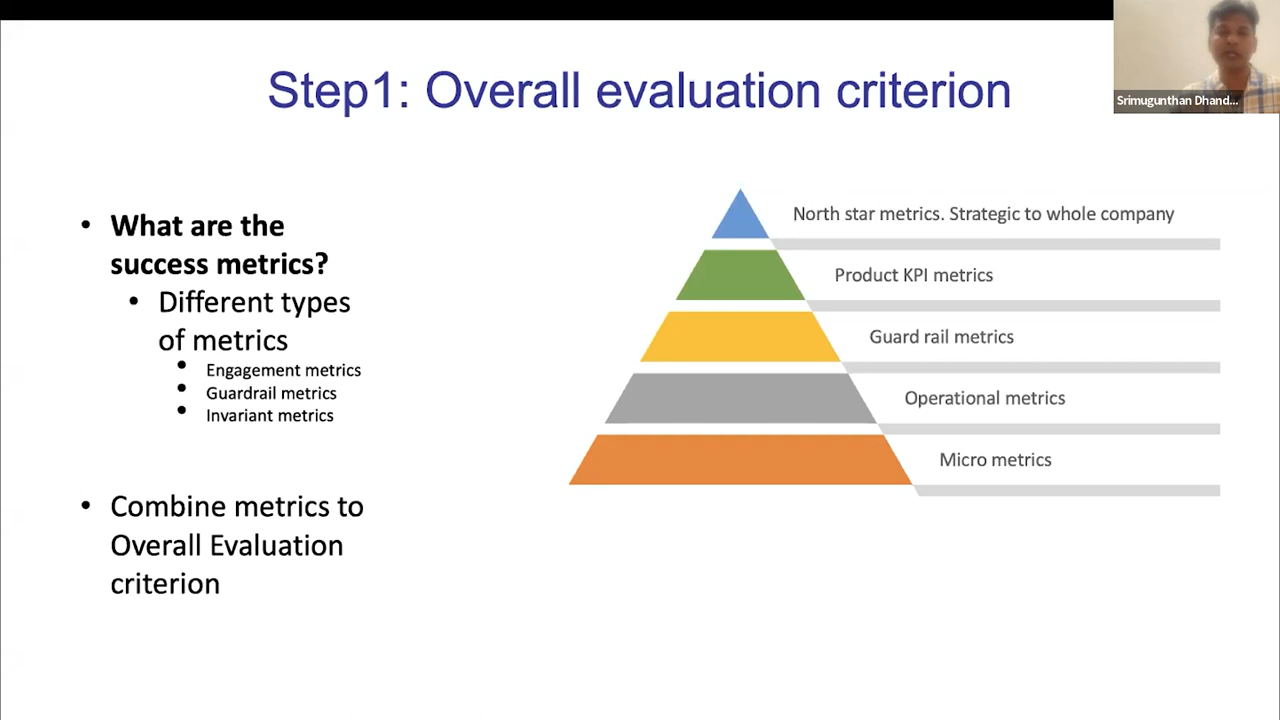 Step1: Overall evaluation criterion
Srimugunthan Dhand...
• What are the
success metrics?
• Different types
of metrics
• Engagement metrics
• Guardrail metrics
• Invariant metrics
• Combine metrics to
Overall Evaluation
criterion
North star metrics. Strategic to whole company
Product KPI metrics
Guard rail metrics
Operational metrics
Micro metrics